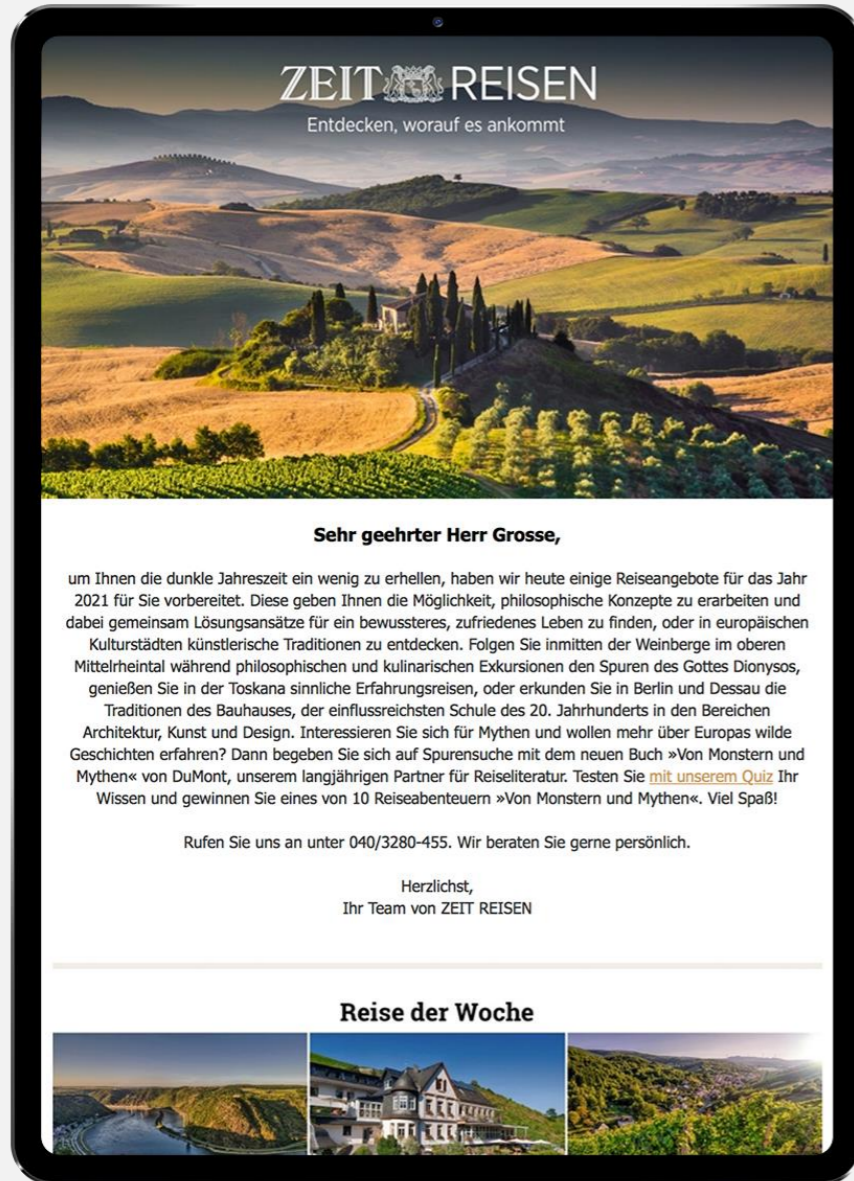 ZEIT REISEN
Entdecken, worauf es ankommt
Sehr geehrter Herr Grosse,
um Ihnen die dunkle Jahreszeit ein wenig zu erhellen, haben wir heute einige Reiseangebote für das Jahr
2021 für Sie vorbereitet. Diese geben Ihnen die Möglichkeit, philosophische Konzepte zu erarbeiten und
dabei gemeinsam Lösungsansätze für ein bewussteres, zufriedenes Leben zu finden, oder in europäischen
Kulturstädten künstlerische Traditionen zu entdecken. Folgen Sie inmitten der Weinberge im oberen
Mittelrheintal während philosophischen und kulinarischen Exkursionen den Spuren des Gottes Dionysos,
genießen Sie in der Toskana sinnliche Erfahrungsreisen, oder erkunden Sie in Berlin und Dessau die
Traditionen des Bauhauses, der einflussreichsten Schule des 20. Jahrhunderts in den Bereichen
Architektur, Kunst und Design. Interessieren Sie sich für Mythen und wollen mehr über Europas wilde
Geschichten erfahren? Dann begeben Sie sich auf Spurensuche mit dem neuen Buch »Von Monstern und
Mythen« von DuMont, unserem langjährigen Partner für Reiseliteratur. Testen Sie mit unserem Quiz Ihr
Wissen und gewinnen Sie eines von 10 Reiseabenteuern »Von Monstern und Mythen«. Viel Spaß!
Rufen Sie uns an unter 040/3280-455. Wir beraten Sie gerne persönlich.
Herzlichst,
Ihr Team von ZEIT REISEN
Reise der Woche